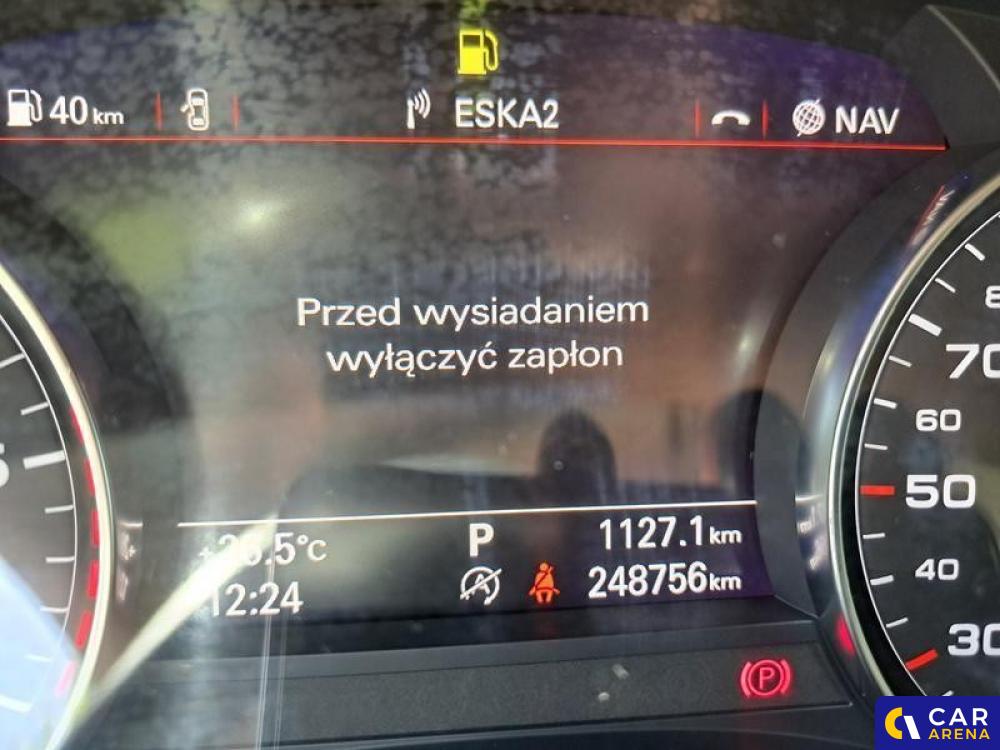 40 km
ESKA2
NAV
Przed wysiadaniem
wyłączyć zapłon
P
1127.1 km
12:24
248756 km
70
60
50
40
30
P
CAR
ARENA